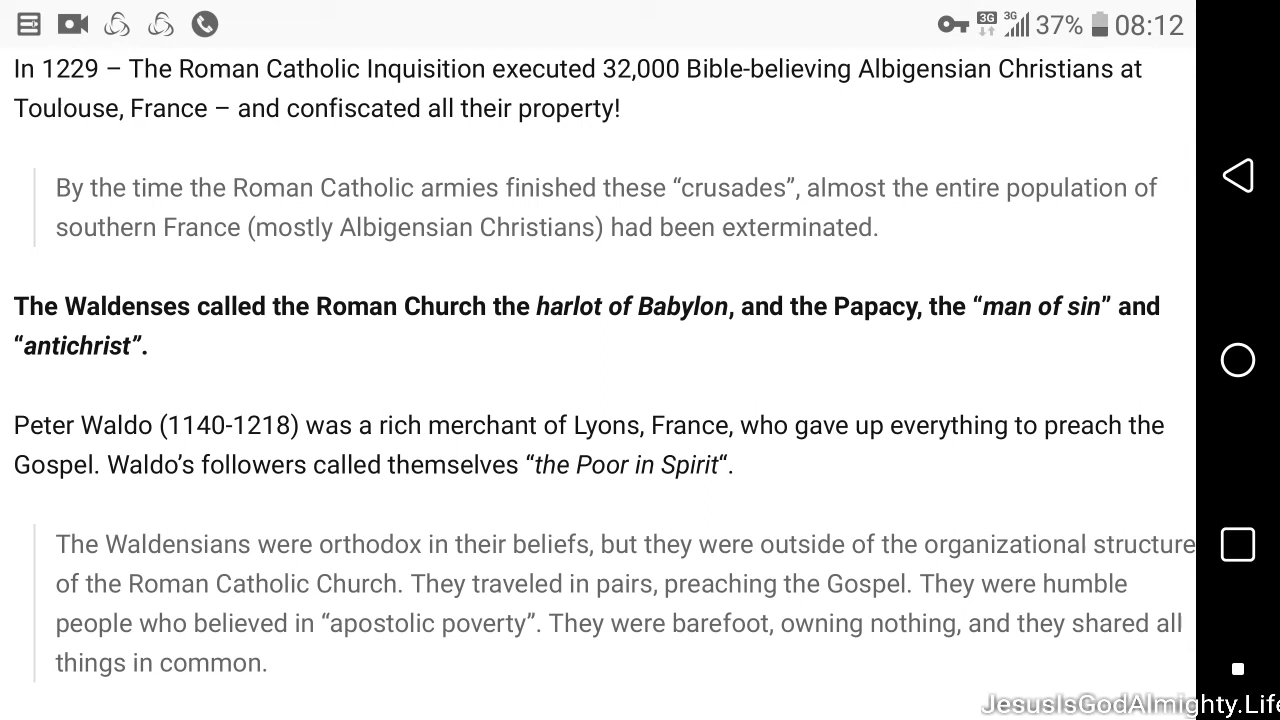 3G 3G 37% 08:12
In 1229 – The Roman Catholic Inquisition executed 32,000 Bible-believing Albigensian Christians at
Toulouse, France – and confiscated all their property!
By the time the Roman Catholic armies finished these “crusades”, almost the entire population of
southern France (mostly Albigensian Christians) had been exterminated.
The Waldenses called the Roman Church the harlot of Babylon, and the Papacy, the “man of sin” and
“antichrist”.
Peter Waldo (1140-1218) was a rich merchant of Lyons, France, who gave up everything to preach the
Gospel. Waldo’s followers called themselves “the Poor in Spirit“.
The Waldensians were orthodox in their beliefs, but they were outside of the organizational structure
of the Roman Catholic Church. They traveled in pairs, preaching the Gospel. They were humble
people who believed in “apostolic poverty”. They were barefoot, owning nothing, and they shared all
things in common.
JesusIsGodAlmighty.Life